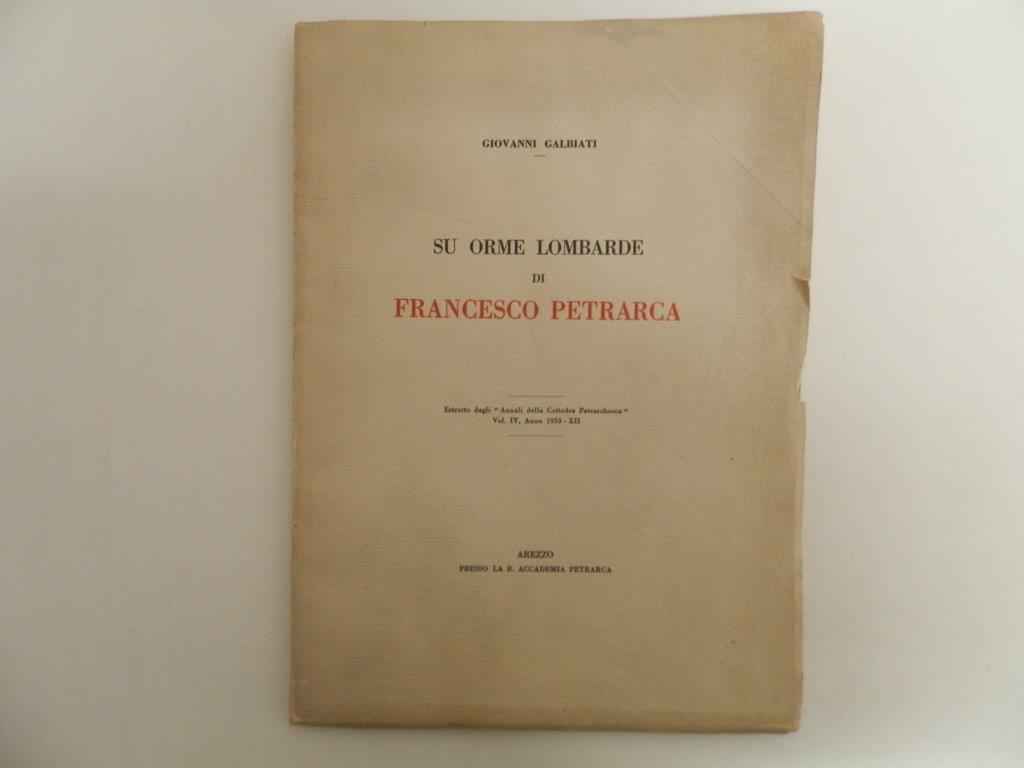 GIOVANNI GALBIATI
SU ORME LOMBARDE
DI
FRANCESCO PETRARCA
Estratto dagli "Annali della Cattedra Petrarchesca"
Vol. IV, Anno 1933 - XII
AREZZO
PRESSO LA R. ACCADEMIA PETRARCA